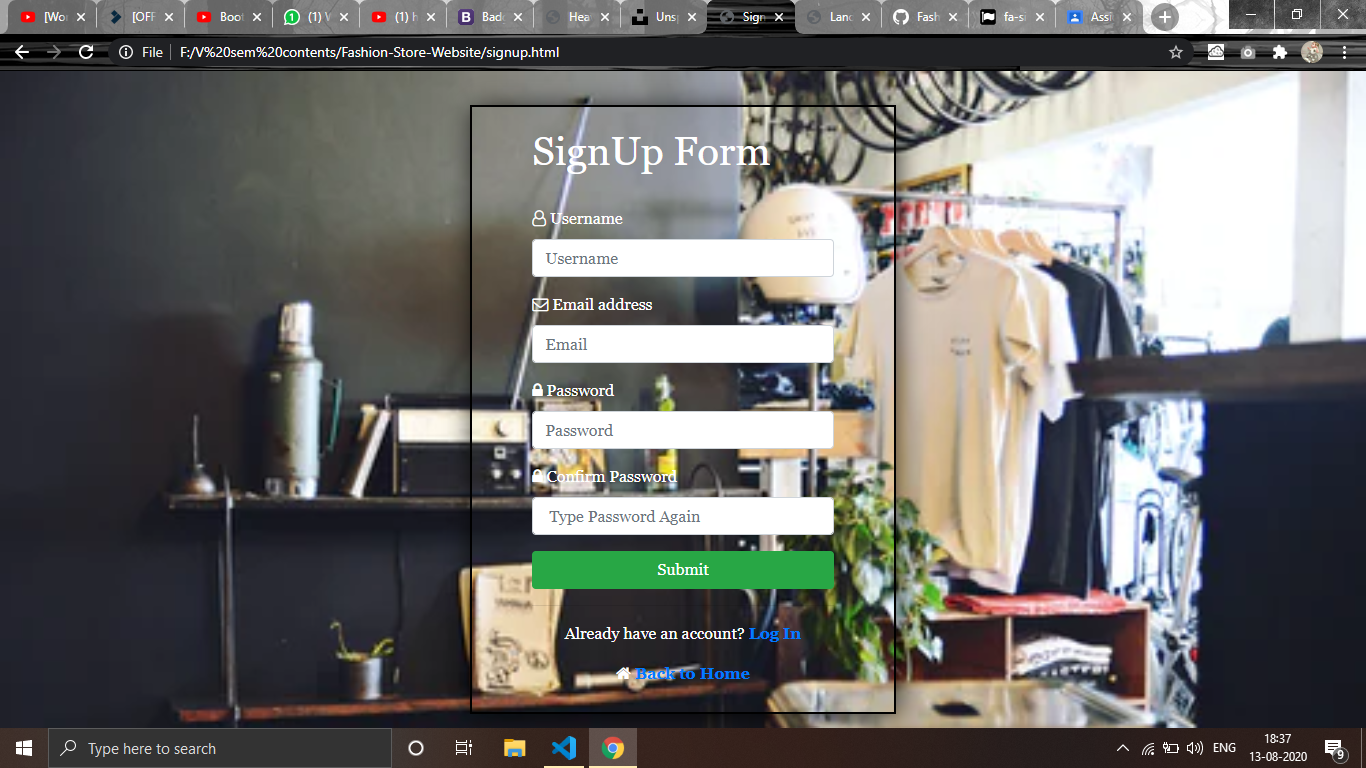 [Wor
[OFF
Boot
(1) V
(1) h
Bad
Hea
Uns
Sign
Land
Fash
fa-si
Assi
File
F:/V%20sem%20contents/Fashion-Store-Website/signup.html
SignUp Form
Username
Username
Email address
Email
Password
Password
Confirm Password
Type Password Again
Submit
Already have an account? Log In
Back to Home
Type here to search
ENG
18:37
13-08-2020
9